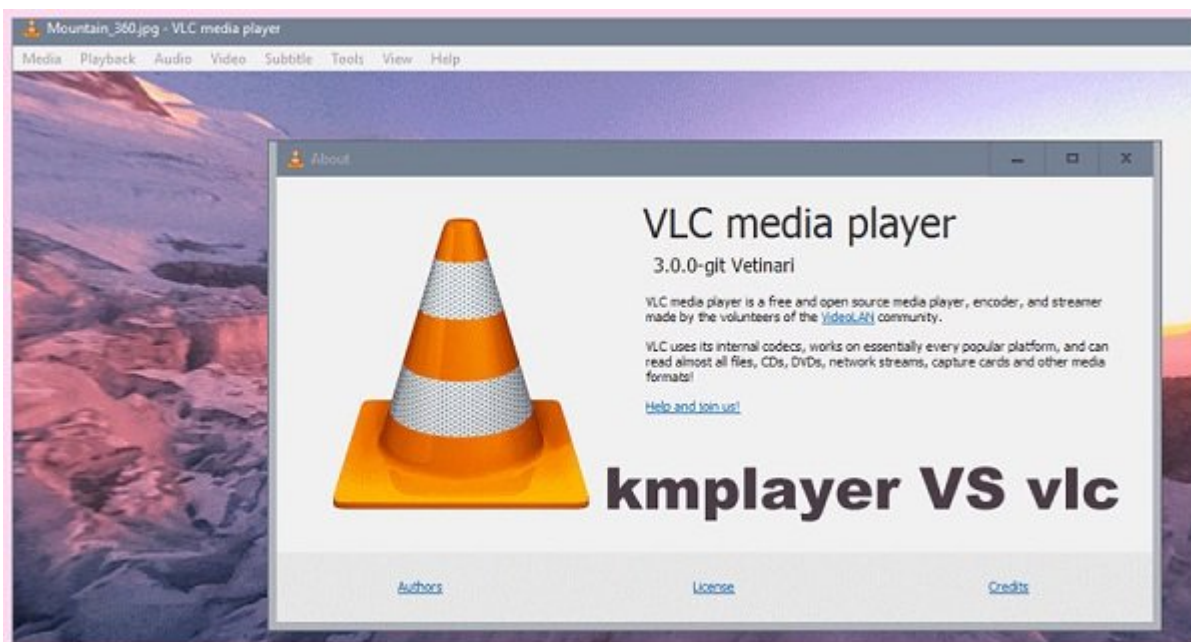 Mountain_360.jpg - VLC media player
Media Playback Audio Video Subtitle Tools View Help
About
VLC media player
3.0.0-git Vetinari
VLC media player is a free and open source media player, encoder, and streamer
made by the volunteers of the VideoLAN community.
VLC uses its internal codecs, works on essentially every popular platform, and can
read almost all files, CDs, DVDs, network streams, capture cards and other media
formats!
Help and join us!
kmplayer VS vlc
Authors License Credits